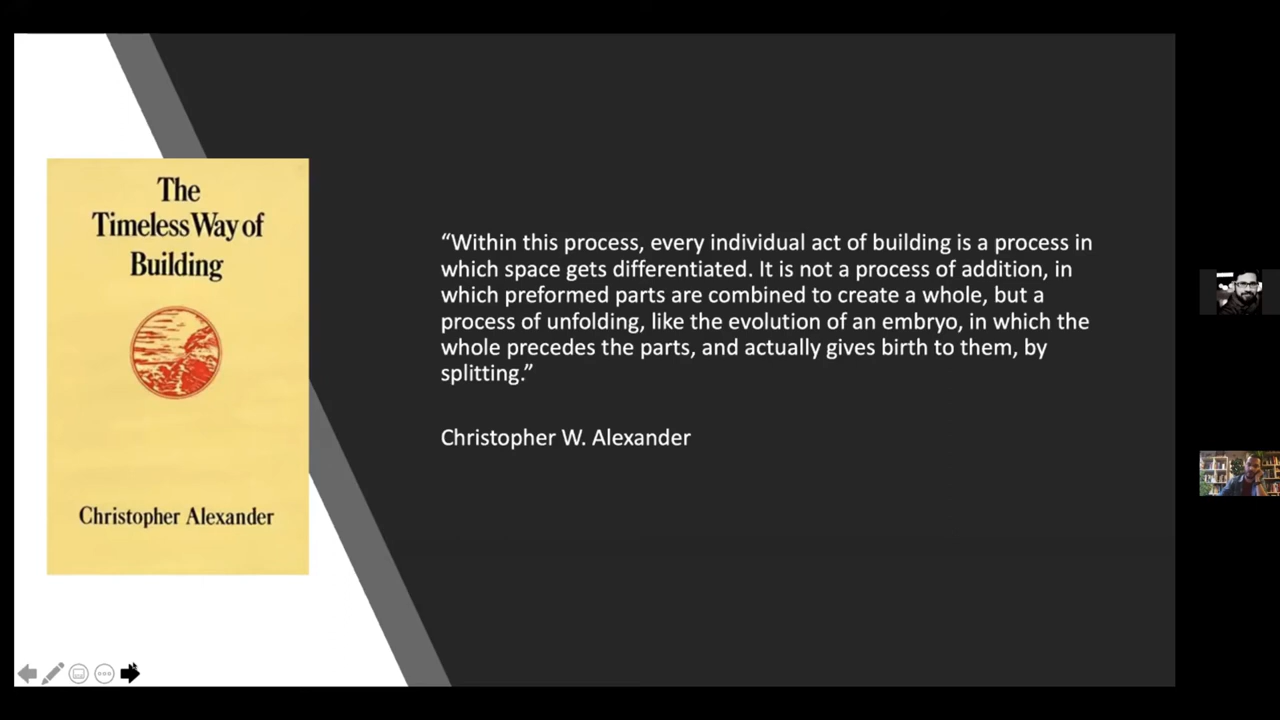 The
Timeless Way of
Building
Christopher Alexander
“Within this process, every individual act of building is a process in
which space gets differentiated. It is not a process of addition, in
which preformed parts are combined to create a whole, but a
process of unfolding, like the evolution of an embryo, in which the
whole precedes the parts, and actually gives birth to them, by
splitting.”
Christopher W. Alexander